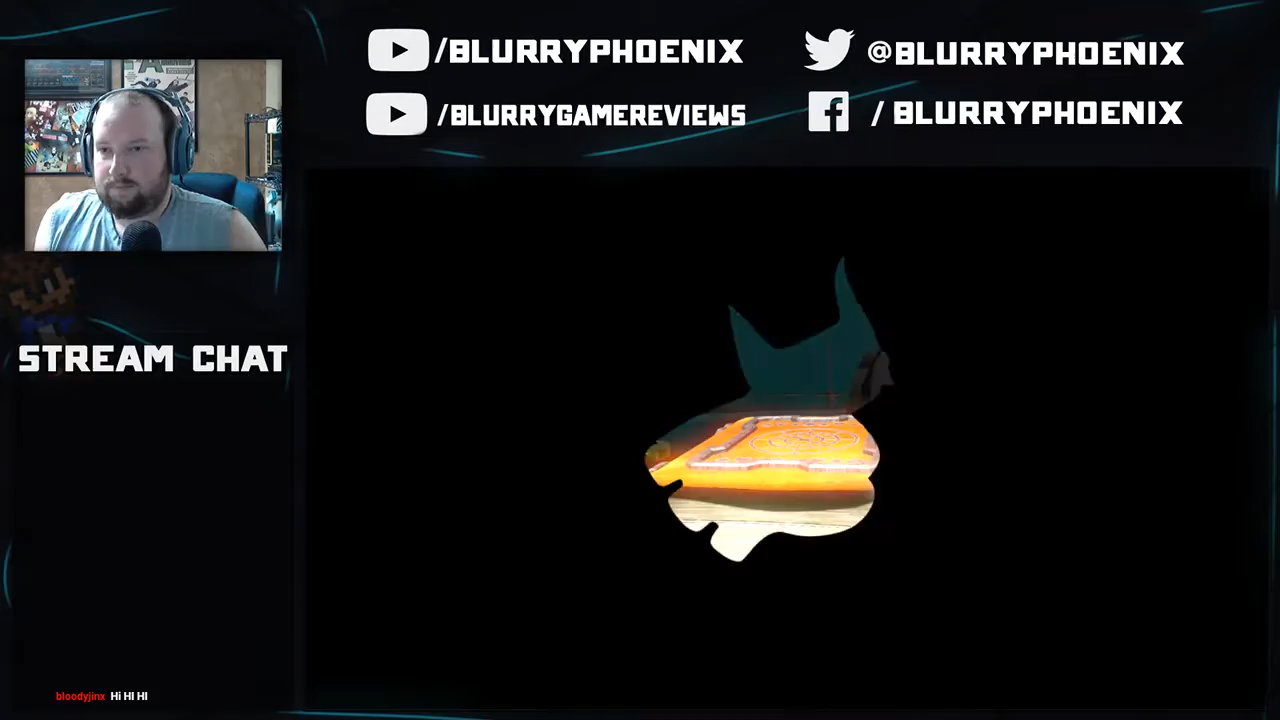 /BLURRYPHOENIX
@BLURRYPHOENIX
/BLURRYGAMEREVIEWS
/ BLURRYPHOENIX
STREAM CHAT
bloodyjinx Hi HI HI